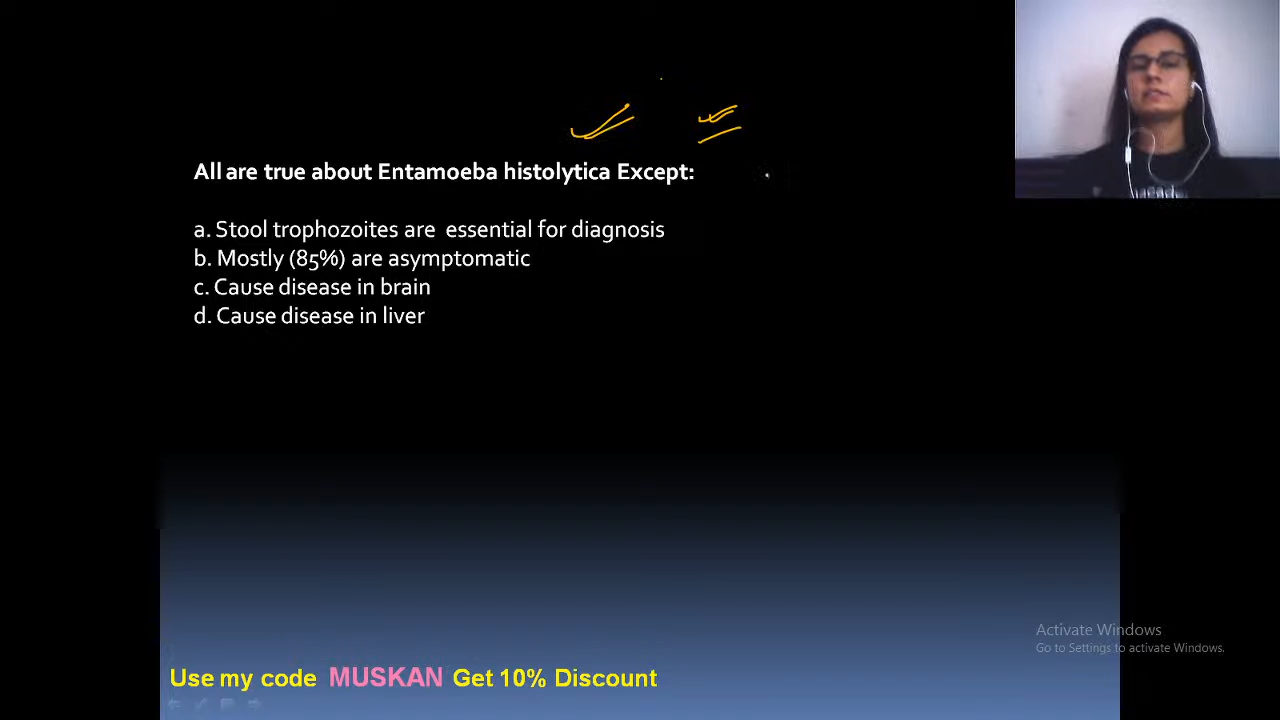 All are true about Entamoeba histolytica Except:
a. Stool trophozoites are essential for diagnosis
b. Mostly (85%) are asymptomatic
c. Cause disease in brain
d. Cause disease in liver
Activate Windows
Go to Settings to activate Windows.
Use my code MUSKAN Get 10% Discount